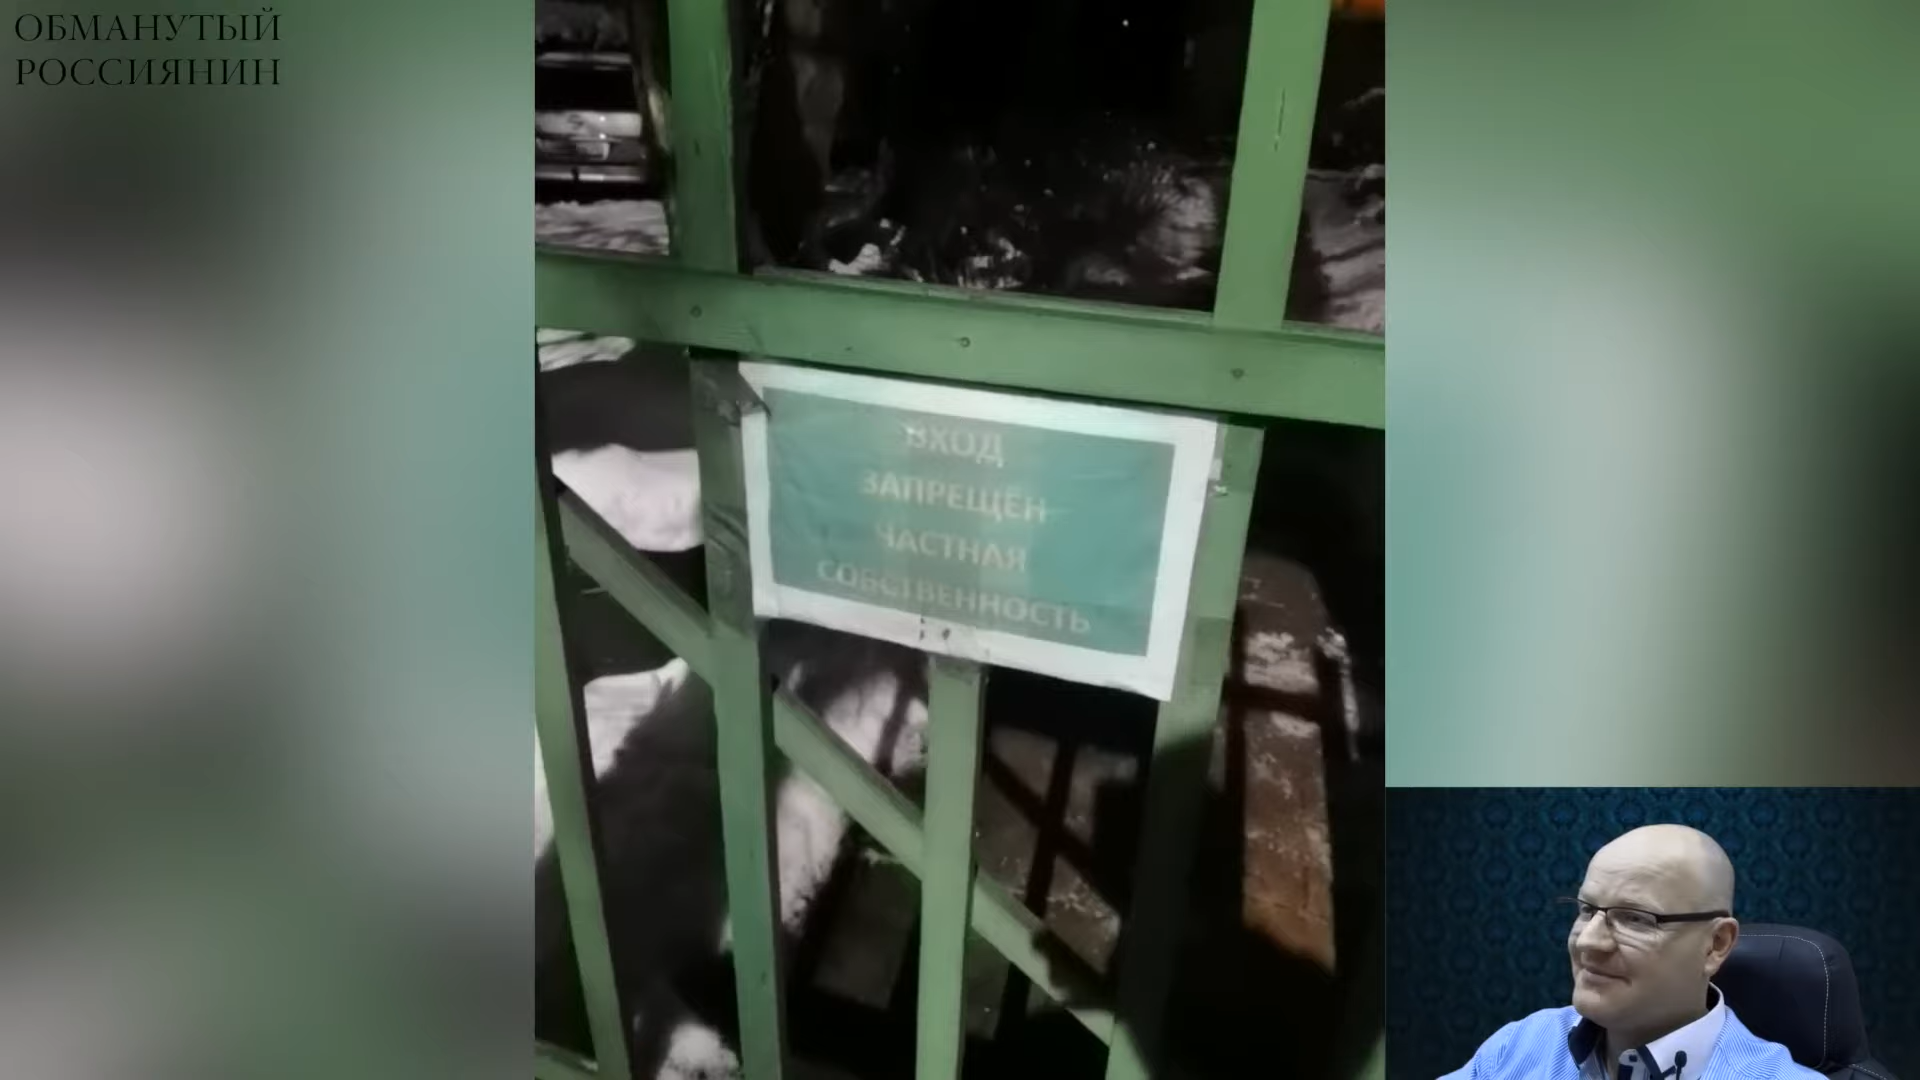 ОБМАНУТЫЙ
РОССИЯНИН
ВХОД
ЗАПРЕЩЁН
ЧАСТНАЯ
СОБСТВЕННОСТЬ